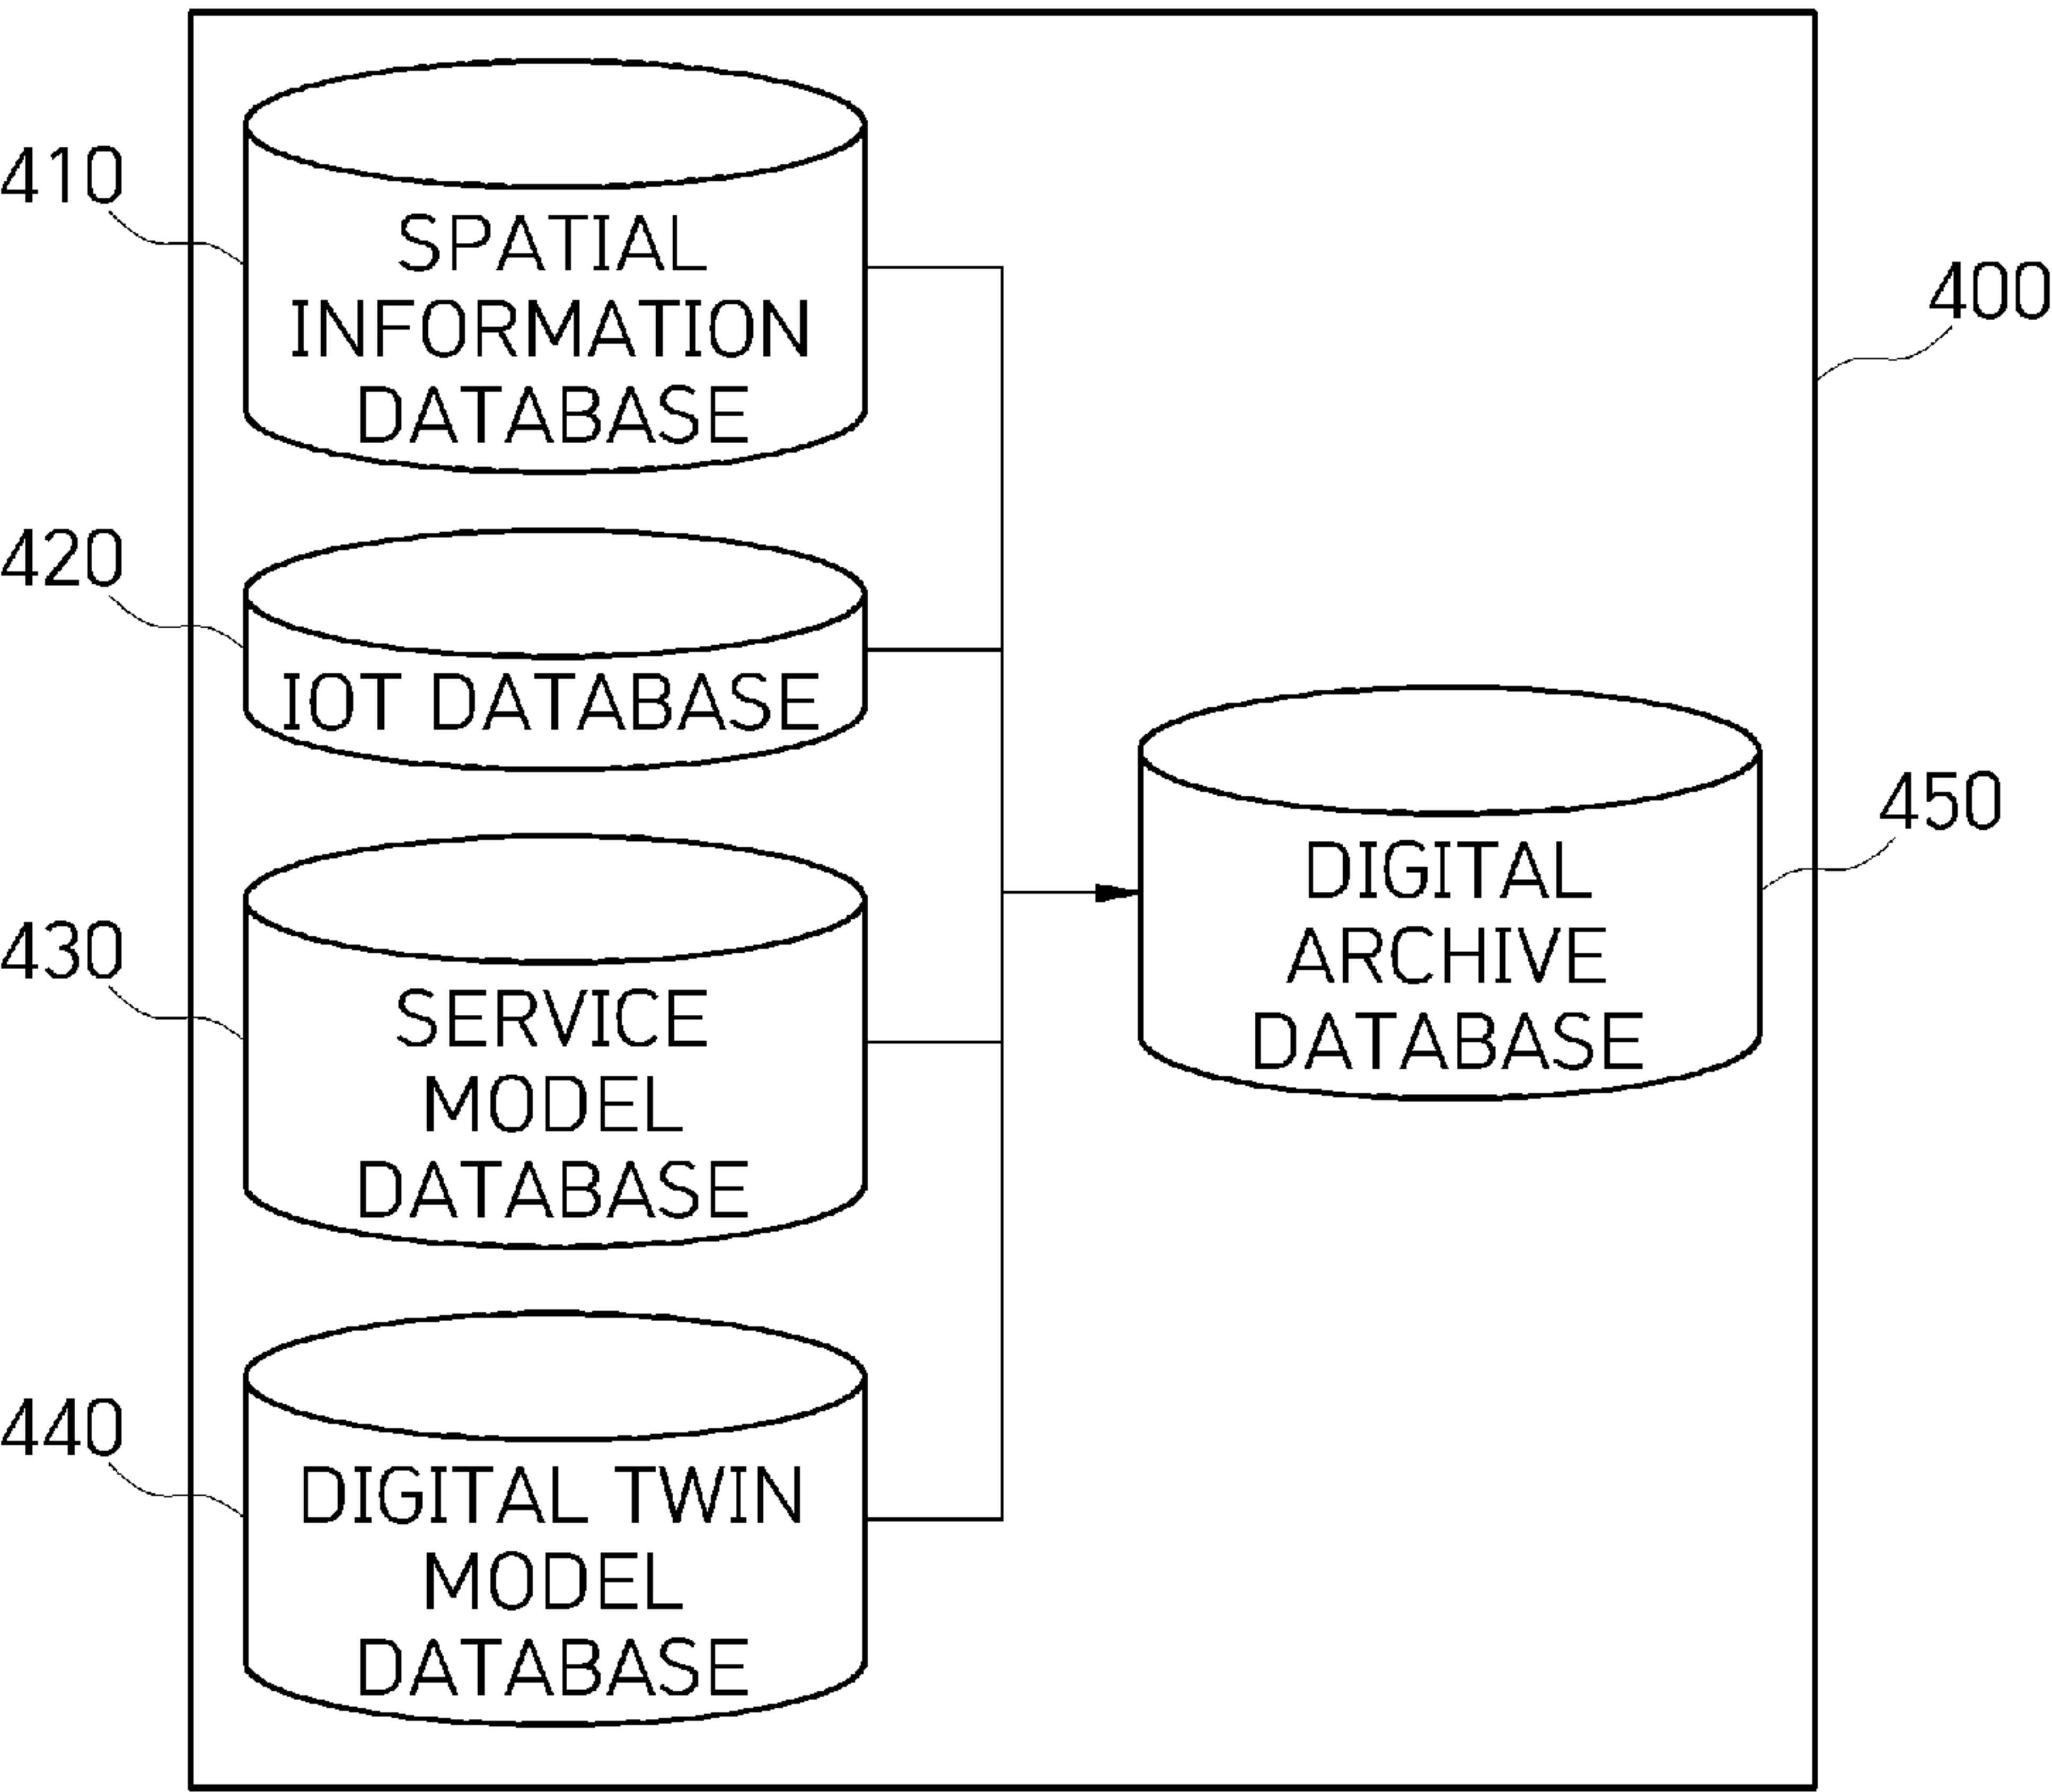 410
SPATIAL
INFORMATION
DATABASE
400
420
IOT DATABASE
450
DIGITAL
ARCHIVE
DATABASE
430
SERVICE
MODEL
DATABASE
440
DIGITAL TWIN
MODEL
DATABASE